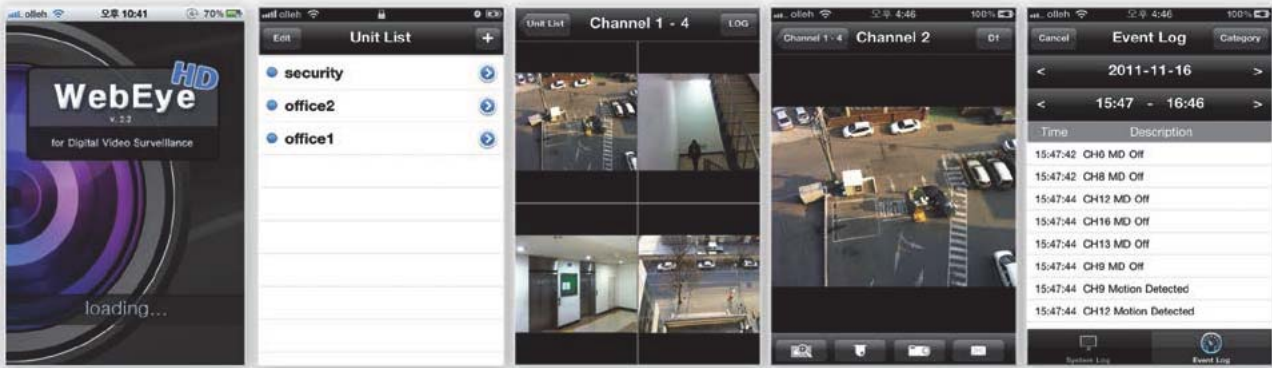 olleh 오후 10:41 70%
WebEye HD
v. 2.2
for Digital Video Surveillance
loading...
olleh
Edit Unit List +
security
office2
office1
Unit List Channel 1 - 4 LOG
olleh 오후 4:46 100%
Channel 1 - 4 Channel 2 D1
olleh 오후 4:46 100%
Cancel Event Log Category
< 2011-11-16 >
< 15:47 - 16:46 >
Time Description
15:47:42 CH6 MD Off
15:47:42 CH8 MD Off
15:47:44 CH12 MD Off
15:47:44 CH16 MD Off
15:47:44 CH13 MD Off
15:47:44 CH9 MD Off
15:47:44 CH9 Motion Detected
15:47:44 CH12 Motion Detected
System Log Event Log